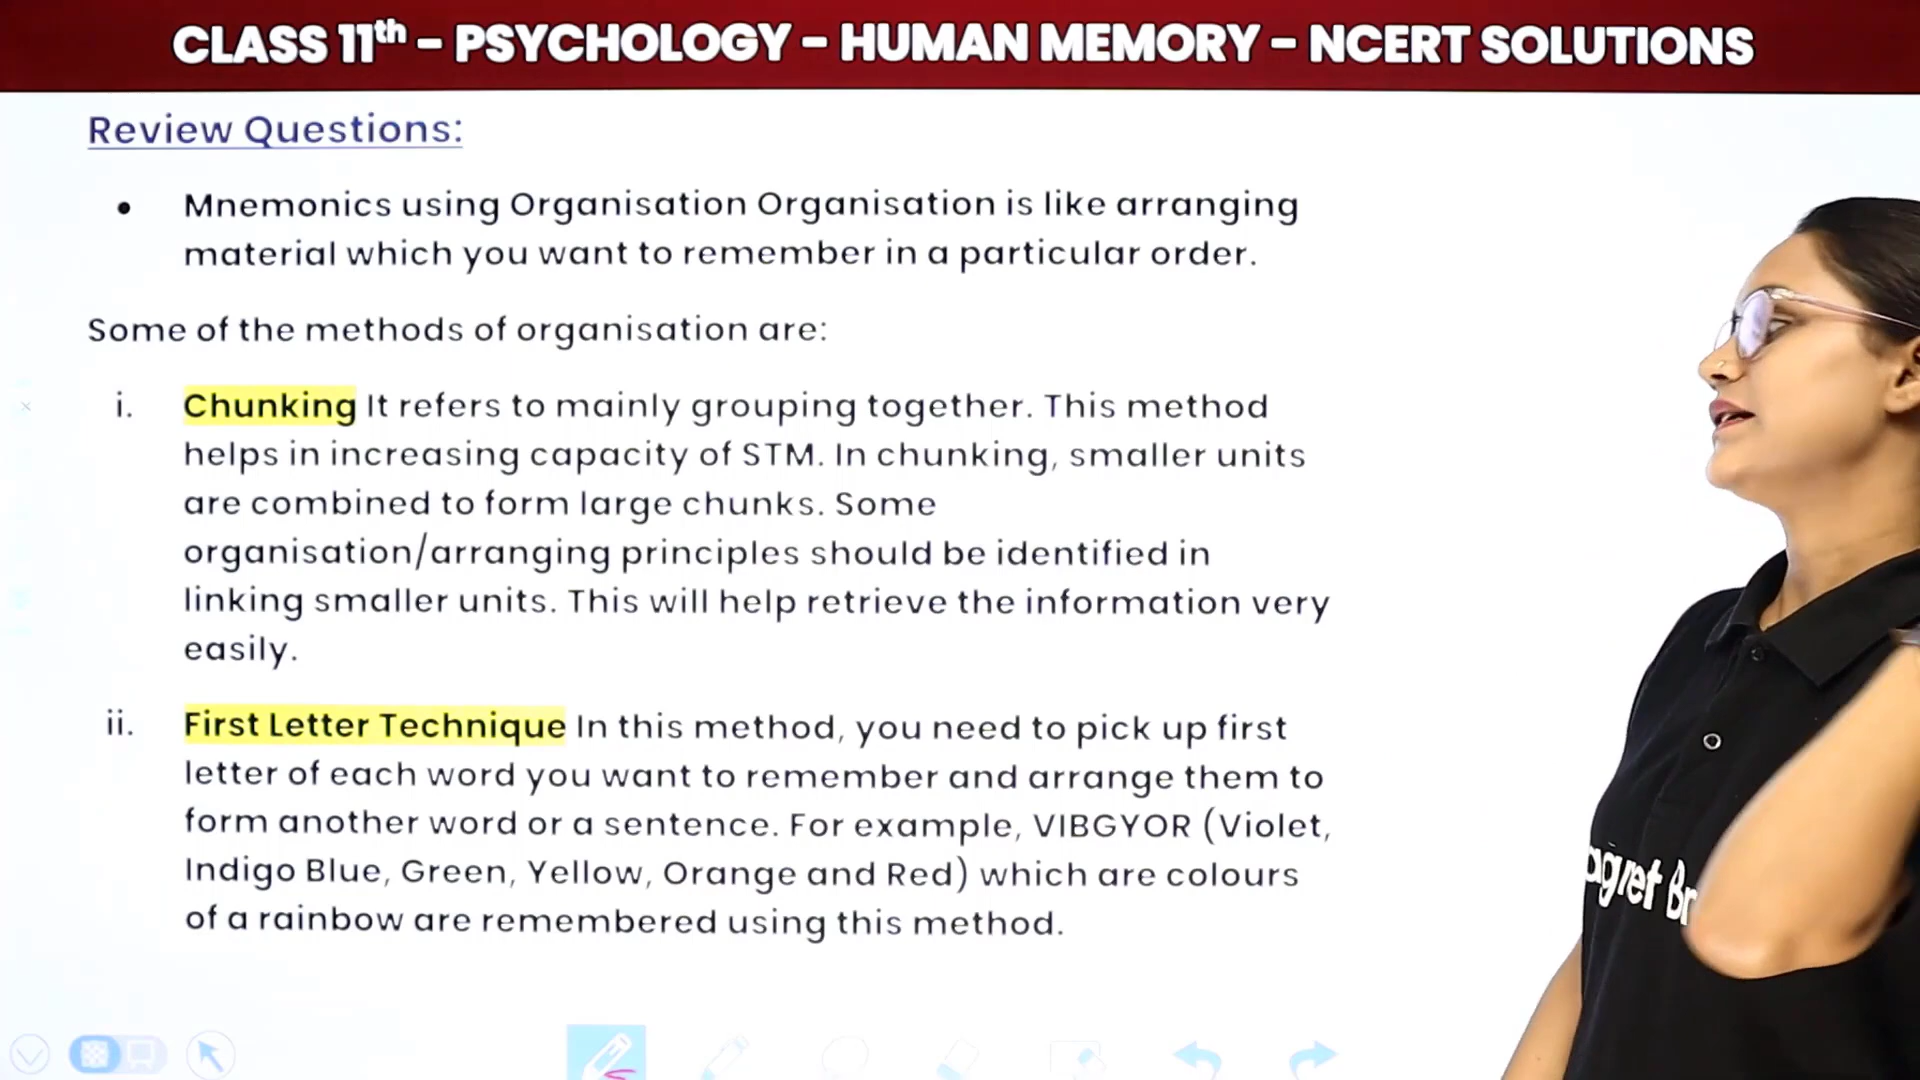 CLASS 11th – PSYCHOLOGY – HUMAN MEMORY – NCERT SOLUTIONS
Review Questions:
• Mnemonics using Organisation Organisation is like arranging
material which you want to remember in a particular order.
Some of the methods of organisation are:
i. Chunking It refers to mainly grouping together. This method
helps in increasing capacity of STM. In chunking, smaller units
are combined to form large chunks. Some
organisation/arranging principles should be identified in
linking smaller units. This will help retrieve the information very
easily.
ii. First Letter Technique In this method, you need to pick up first
letter of each word you want to remember and arrange them to
form another word or a sentence. For example, VIBGYOR (Violet,
Indigo Blue, Green, Yellow, Orange and Red) which are colours
of a rainbow are remembered using this method.
agnet Br